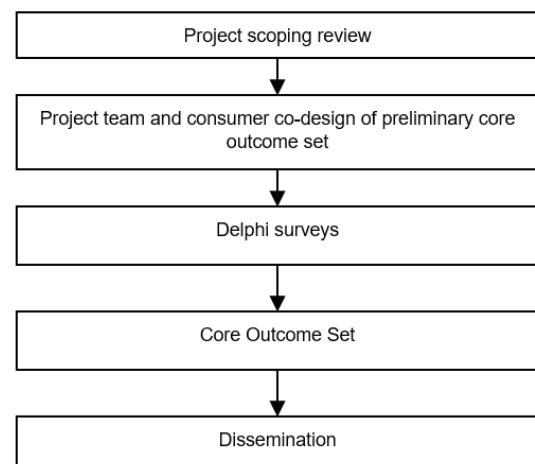 Project scoping review
Project team and consumer co-design of preliminary core
outcome set
Delphi surveys
Core Outcome Set
Dissemination